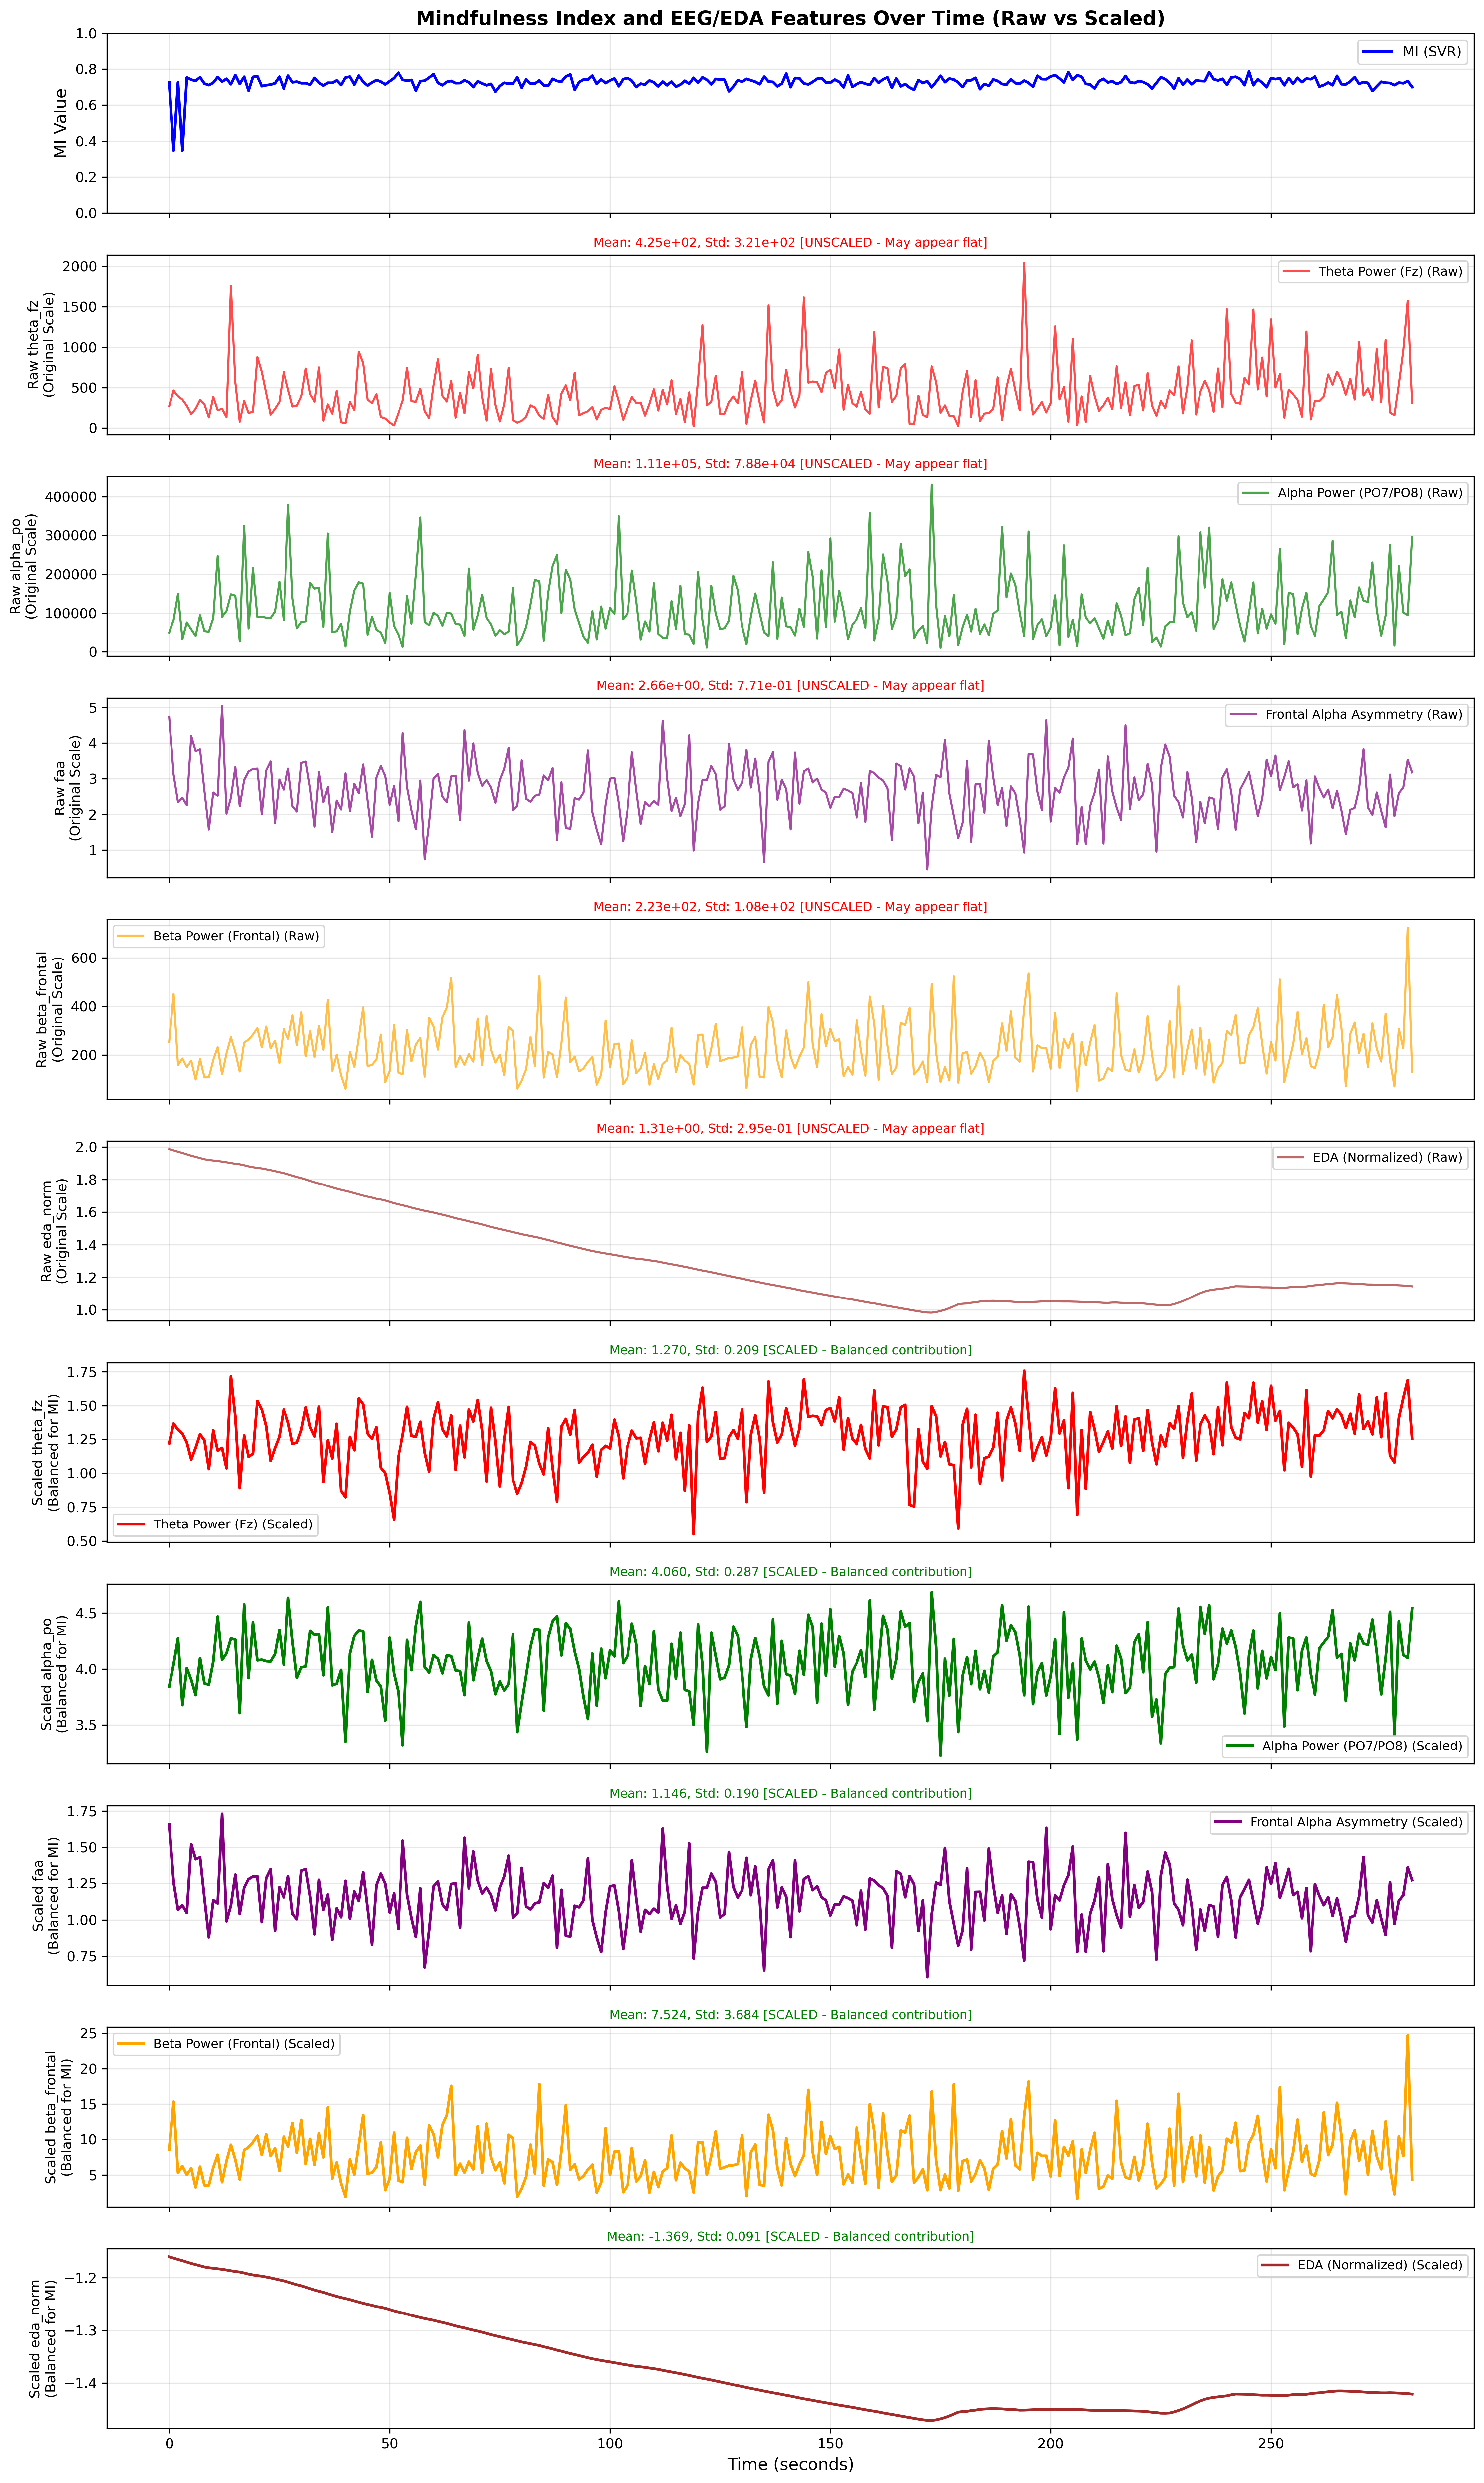 Mindfulness Index and EEG/EDA Features Over Time (Raw vs Scaled)
MI Value
1.0
0.8
0.6
0.4
0.2
0.0
MI (SVR)
Mean: 4.25e+02, Std: 3.21e+02 [UNSCALED - May appear flat]
Raw theta_fz
(Original Scale)
2000
1500
1000
500
0
Theta Power (Fz) (Raw)
Mean: 1.11e+05, Std: 7.88e+04 [UNSCALED - May appear flat]
Raw alpha_po
(Original Scale)
400000
300000
200000
100000
0
Alpha Power (PO7/PO8) (Raw)
Mean: 2.66e+00, Std: 7.71e-01 [UNSCALED - May appear flat]
Raw faa
(Original Scale)
5
4
3
2
1
Frontal Alpha Asymmetry (Raw)
Mean: 2.23e+02, Std: 1.08e+02 [UNSCALED - May appear flat]
Raw beta_frontal
(Original Scale)
600
400
200
Beta Power (Frontal) (Raw)
Mean: 1.31e+00, Std: 2.95e-01 [UNSCALED - May appear flat]
Raw eda_norm
(Original Scale)
2.0
1.8
1.6
1.4
1.2
1.0
EDA (Normalized) (Raw)
Mean: 1.270, Std: 0.209 [SCALED - Balanced contribution]
Scaled theta_fz
(Balanced for MI)
1.75
1.50
1.25
1.00
0.75
0.50
Theta Power (Fz) (Scaled)
Mean: 4.060, Std: 0.287 [SCALED - Balanced contribution]
Scaled alpha_po
(Balanced for MI)
4.5
4.0
3.5
Alpha Power (PO7/PO8) (Scaled)
Mean: 1.146, Std: 0.190 [SCALED - Balanced contribution]
Scaled faa
(Balanced for MI)
1.75
1.50
1.25
1.00
0.75
Frontal Alpha Asymmetry (Scaled)
Mean: 7.524, Std: 3.684 [SCALED - Balanced contribution]
Scaled beta_frontal
(Balanced for MI)
25
20
15
10
5
Beta Power (Frontal) (Scaled)
Mean: -1.369, Std: 0.091 [SCALED - Balanced contribution]
Scaled eda_norm
(Balanced for MI)
−1.2
−1.3
−1.4
EDA (Normalized) (Scaled)
0 50 100 150 200 250
Time (seconds)